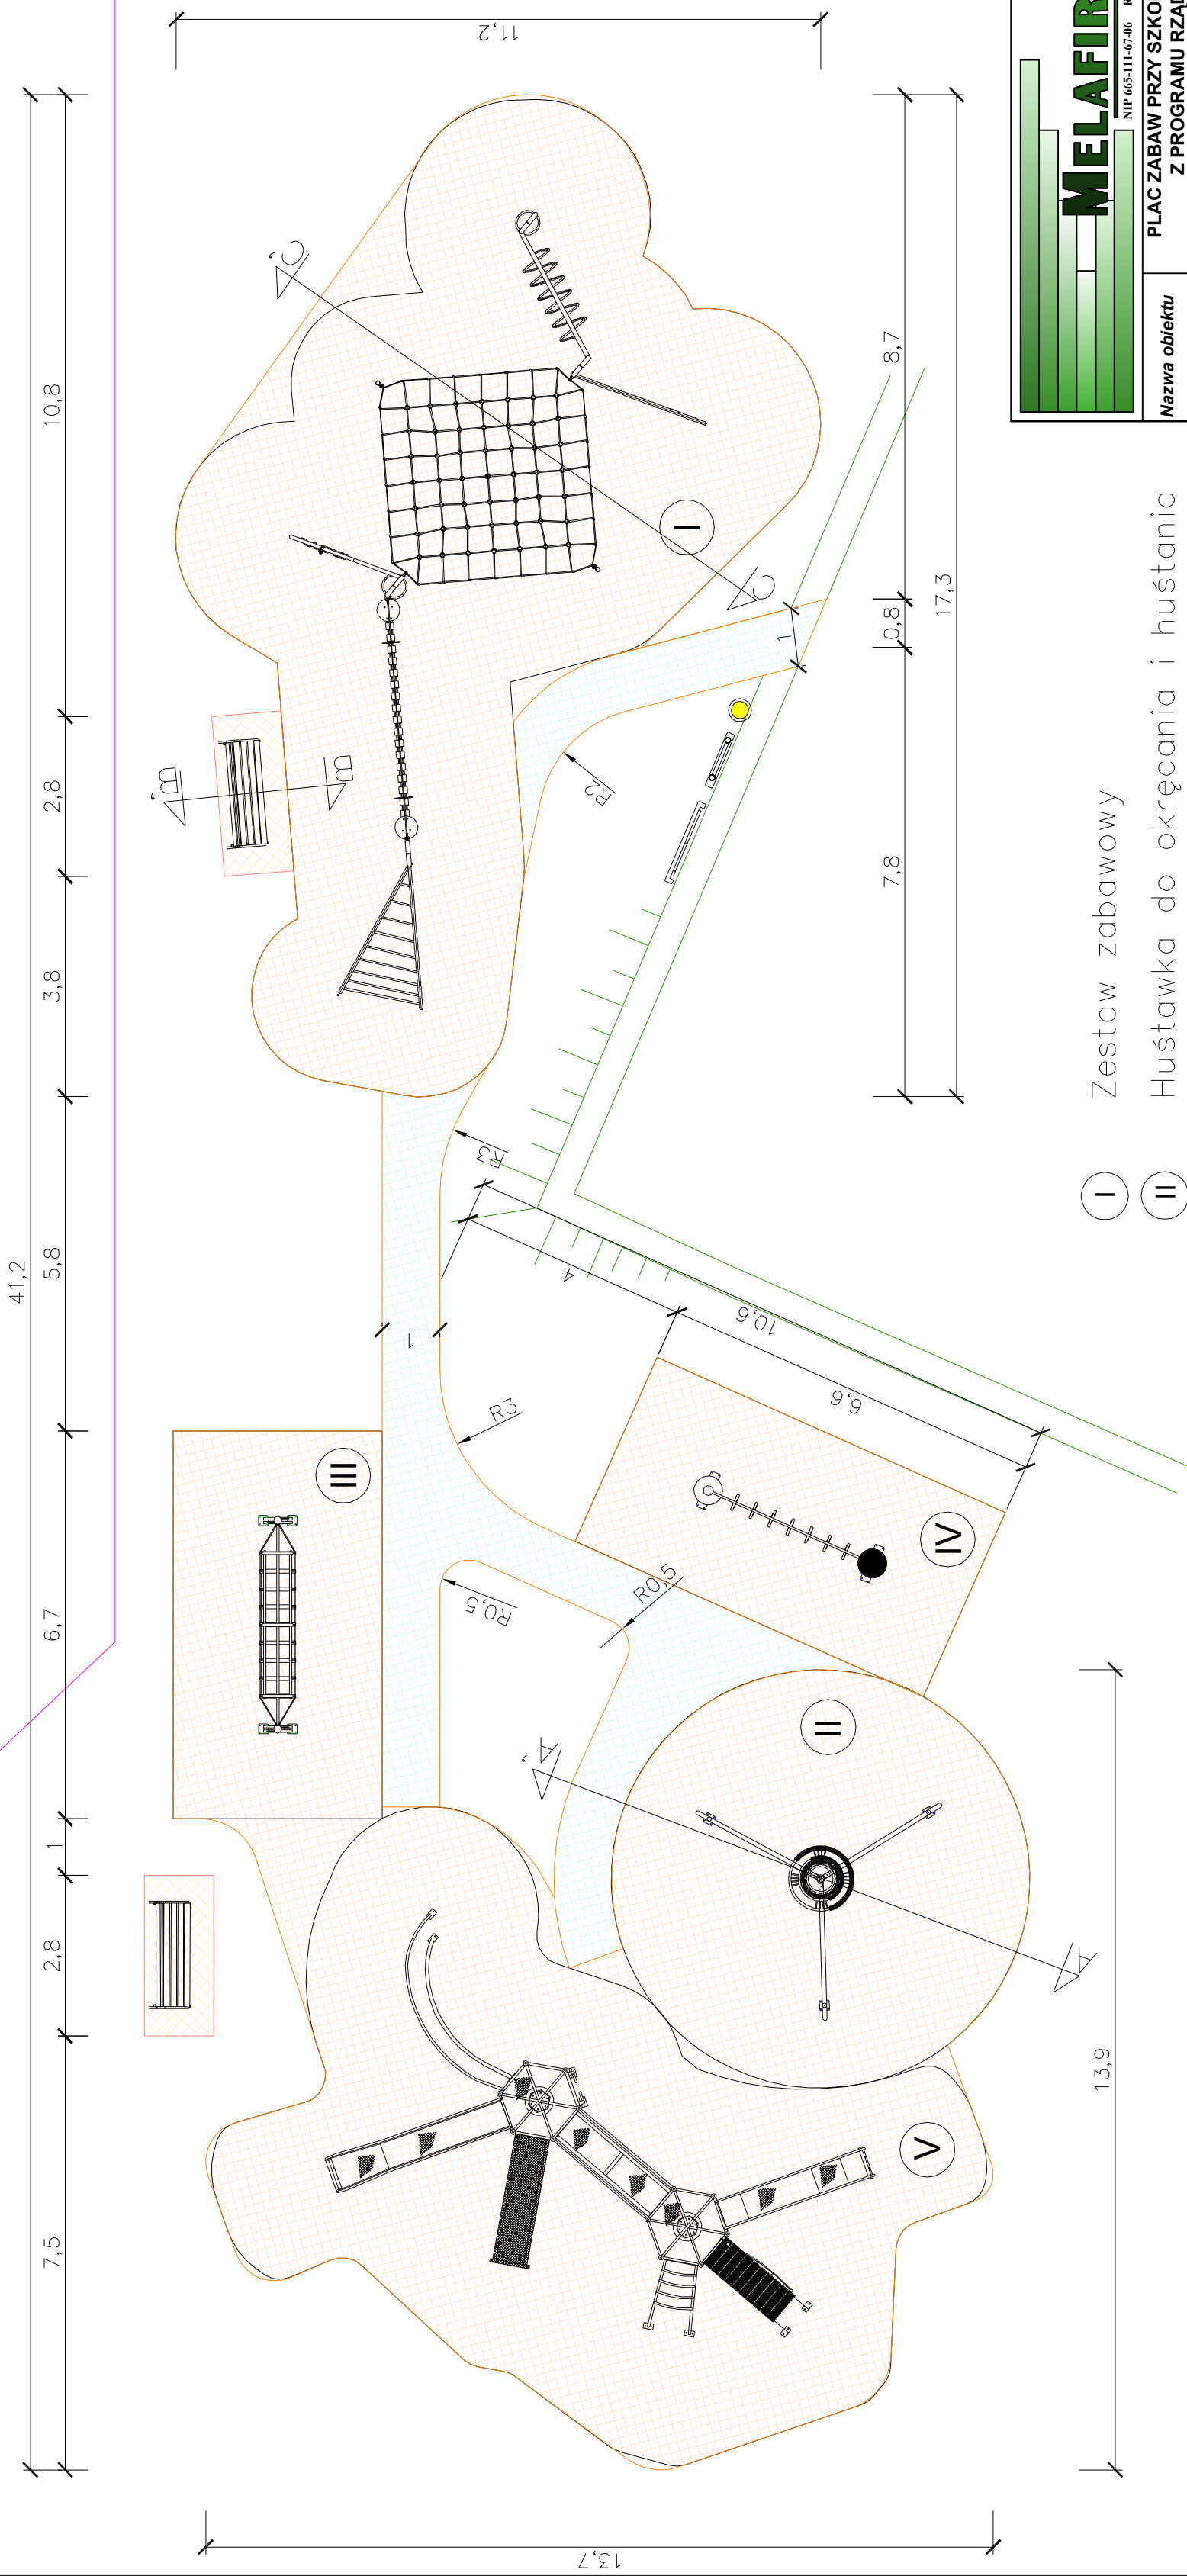 41,2
7,5
2,8
1
6,7
5,8
3,8
2,8
10,8
13,7
11,2
B'
B
C'
C
A'
A
I
II
III
IV
V
1
R3
R3
R2
R0,5
R0,5
4
10,6
6,6
1
7,8
0,8
8,7
17,3
13,9
I Zestaw zabawowy
II Huśtawka do okręcania i huśtania
NIP 665-111-67-06
Nazwa obiektu
PLAC ZABAW PRZY
Z PROGRAMU